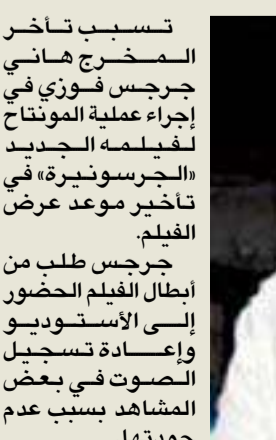 تسبب تأخر
المخرج هاني
جرجس فوزي في
إجراء عملية المونتاج
لفيلمه الجديد
«الجرسونيرة» في
تأخير موعد عرض
الفيلم.
جرجس طلب من
أبطال الفيلم الحضور
إلى الأستوديو
وإعادة تسجيل
الصوت في بعض
المشاهد بسبب عدم
جودتها